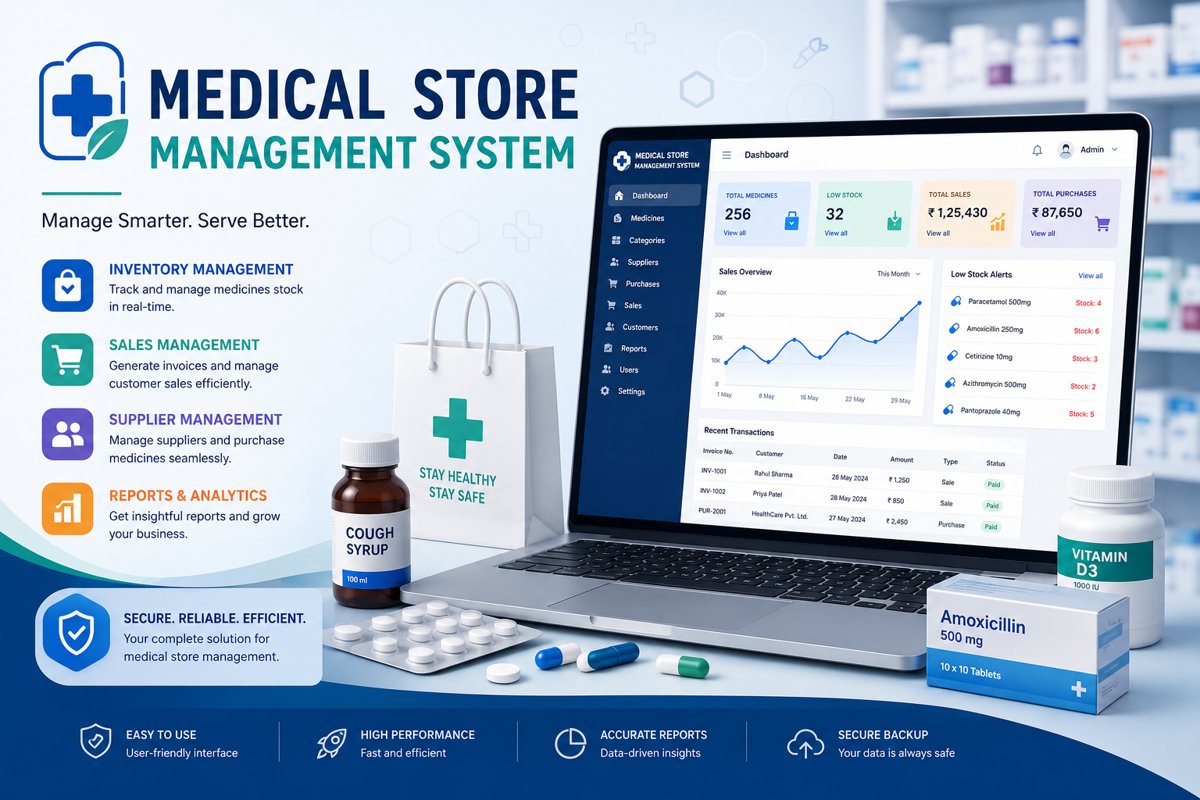 MEDICAL STORE
MANAGEMENT SYSTEM
Manage Smarter. Serve Better.
INVENTORY MANAGEMENT
Track and manage medicines stock
in real-time.
SALES MANAGEMENT
Generate invoices and manage
customer sales efficiently.
SUPPLIER MANAGEMENT
Manage suppliers and purchase
medicines seamlessly.
REPORTS & ANALYTICS
Get insightful reports and grow
your business.
SECURE. RELIABLE. EFFICIENT.
Your complete solution for
medical store management.
STAY HEALTHY
STAY SAFE
COUGH
SYRUP
100 ml
MEDICAL STORE
MANAGEMENT SYSTEM
Dashboard
Medicines
Categories
Suppliers
Purchases
Sales
Customers
Reports
Users
Settings
Dashboard
Admin
TOTAL MEDICINES
256
View all
LOW STOCK
32
View all
TOTAL SALES
₹ 1,25,430
View all
TOTAL PURCHASES
₹ 87,650
View all
Sales Overview
This Month
40K
30K
20K
10K
0
1 May 8 May 15 May 22 May 29 May
Low Stock Alerts View all
Paracetamol 500mg Stock: 4
Amoxicillin 250mg Stock: 6
Cetirizine 10mg Stock: 3
Azithromycin 500mg Stock: 2
Pantoprazole 40mg Stock: 5
Recent Transactions
Invoice No. Customer Date Amount Type Status
INV-1001 Rahul Sharma 28 May 2024 ₹ 1,250 Sale Paid
INV-1002 Priya Patel 28 May 2024 ₹ 850 Sale Paid
PUR-2001 HealthCare Pvt. Ltd. 27 May 2024 ₹ 2,450 Purchase Paid
VITAMIN
D3
1000 IU
Amoxicillin
500 mg
10 x 10 Tablets
EASY TO USE
User-friendly interface
HIGH PERFORMANCE
Fast and efficient
ACCURATE REPORTS
Data-driven insights
SECURE BACKUP
Your data is always safe